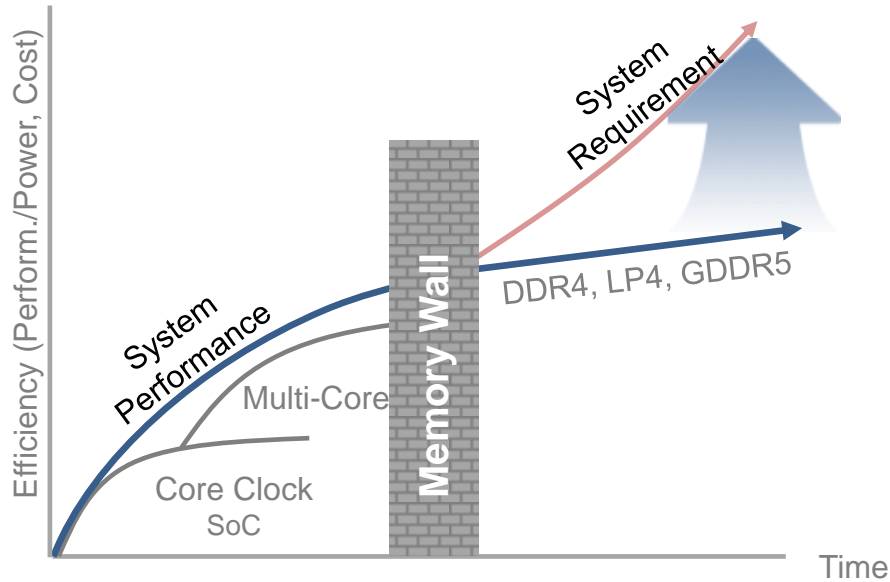 Efficiency (Perform./Power, Cost)
System
Performance
Multi-Core
Core Clock
SoC
Memory Wall
System
Requirement
DDR4, LP4, GDDR5
Time